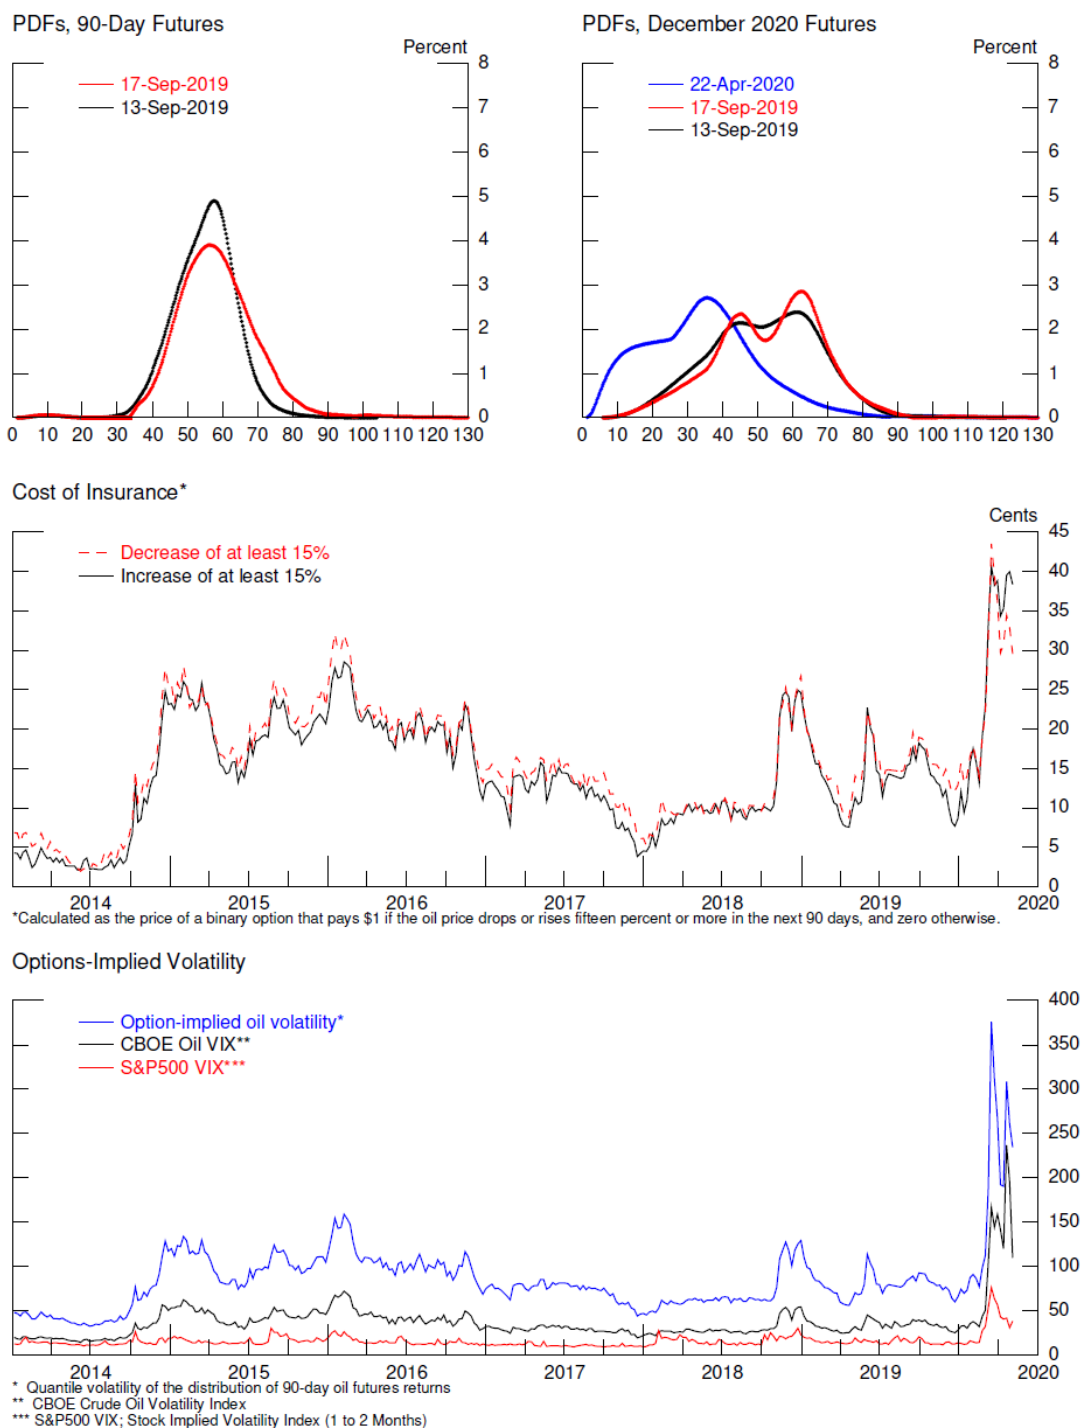 PDFs, 90-Day Futures
Percent
17-Sep-2019
13-Sep-2019
8
7
6
5
4
3
2
1
0
0 10 20 30 40 50 60 70 80 90 100 110 120 130
PDFs, December 2020 Futures
Percent
22-Apr-2020
17-Sep-2019
13-Sep-2019
8
7
6
5
4
3
2
1
0
0 10 20 30 40 50 60 70 80 90 100 110 120 130
Cost of Insurance*
Cents
Decrease of at least 15%
Increase of at least 15%
45
40
35
30
25
20
15
10
5
0
2014 2015 2016 2017 2018 2019 2020
*Calculated as the price of a binary option that pays $1 if the oil price drops or rises fifteen percent or more in the next 90 days, and zero otherwise.
Options-Implied Volatility
Option-implied oil volatility*
CBOE Oil VIX**
S&P500 VIX***
400
350
300
250
200
150
100
50
0
2014 2015 2016 2017 2018 2019 2020
* Quantile volatility of the distribution of 90-day oil futures returns
** CBOE Crude Oil Volatility Index
*** S&P500 VIX; Stock Implied Volatility Index (1 to 2 Months)